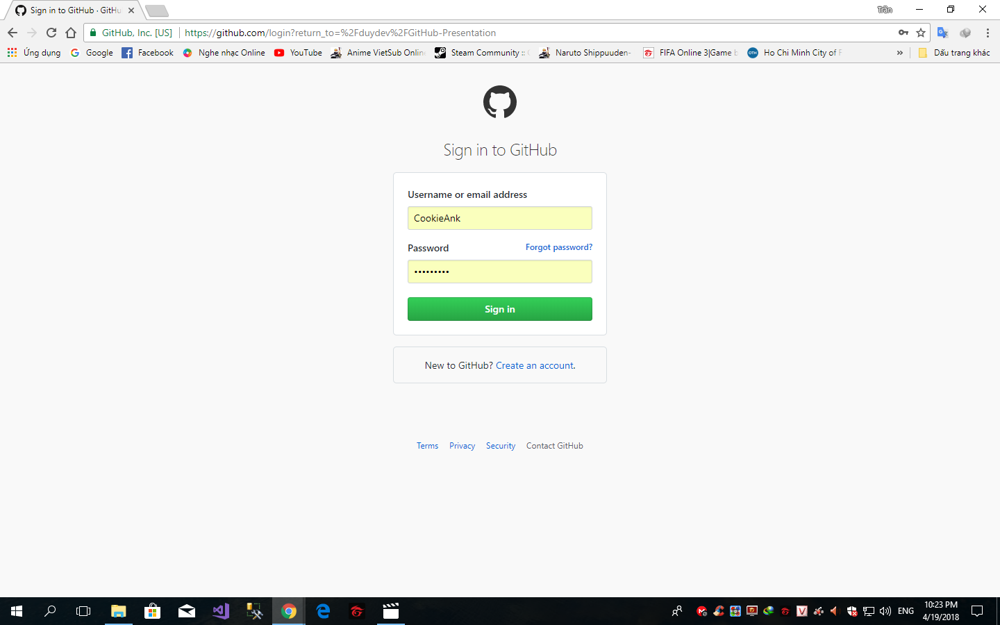 Sign in to GitHub · GitHu
Trần
GitHub, Inc. [US] https://github.com/login?return_to=%2Fduydev%2FGitHub-Presentation
Ứng dụng Google Facebook Nghe nhạc Online YouTube Anime VietSub Onlin Steam Community :: Naruto Shippuuden- FIFA Online 3|Game b Ho Chi Minh City of F » Dấu trang khác
Sign in to GitHub
Username or email address
CookieAnk
Password Forgot password?
Sign in
New to GitHub? Create an account.
Terms Privacy Security Contact GitHub
ENG
10:23 PM
4/19/2018